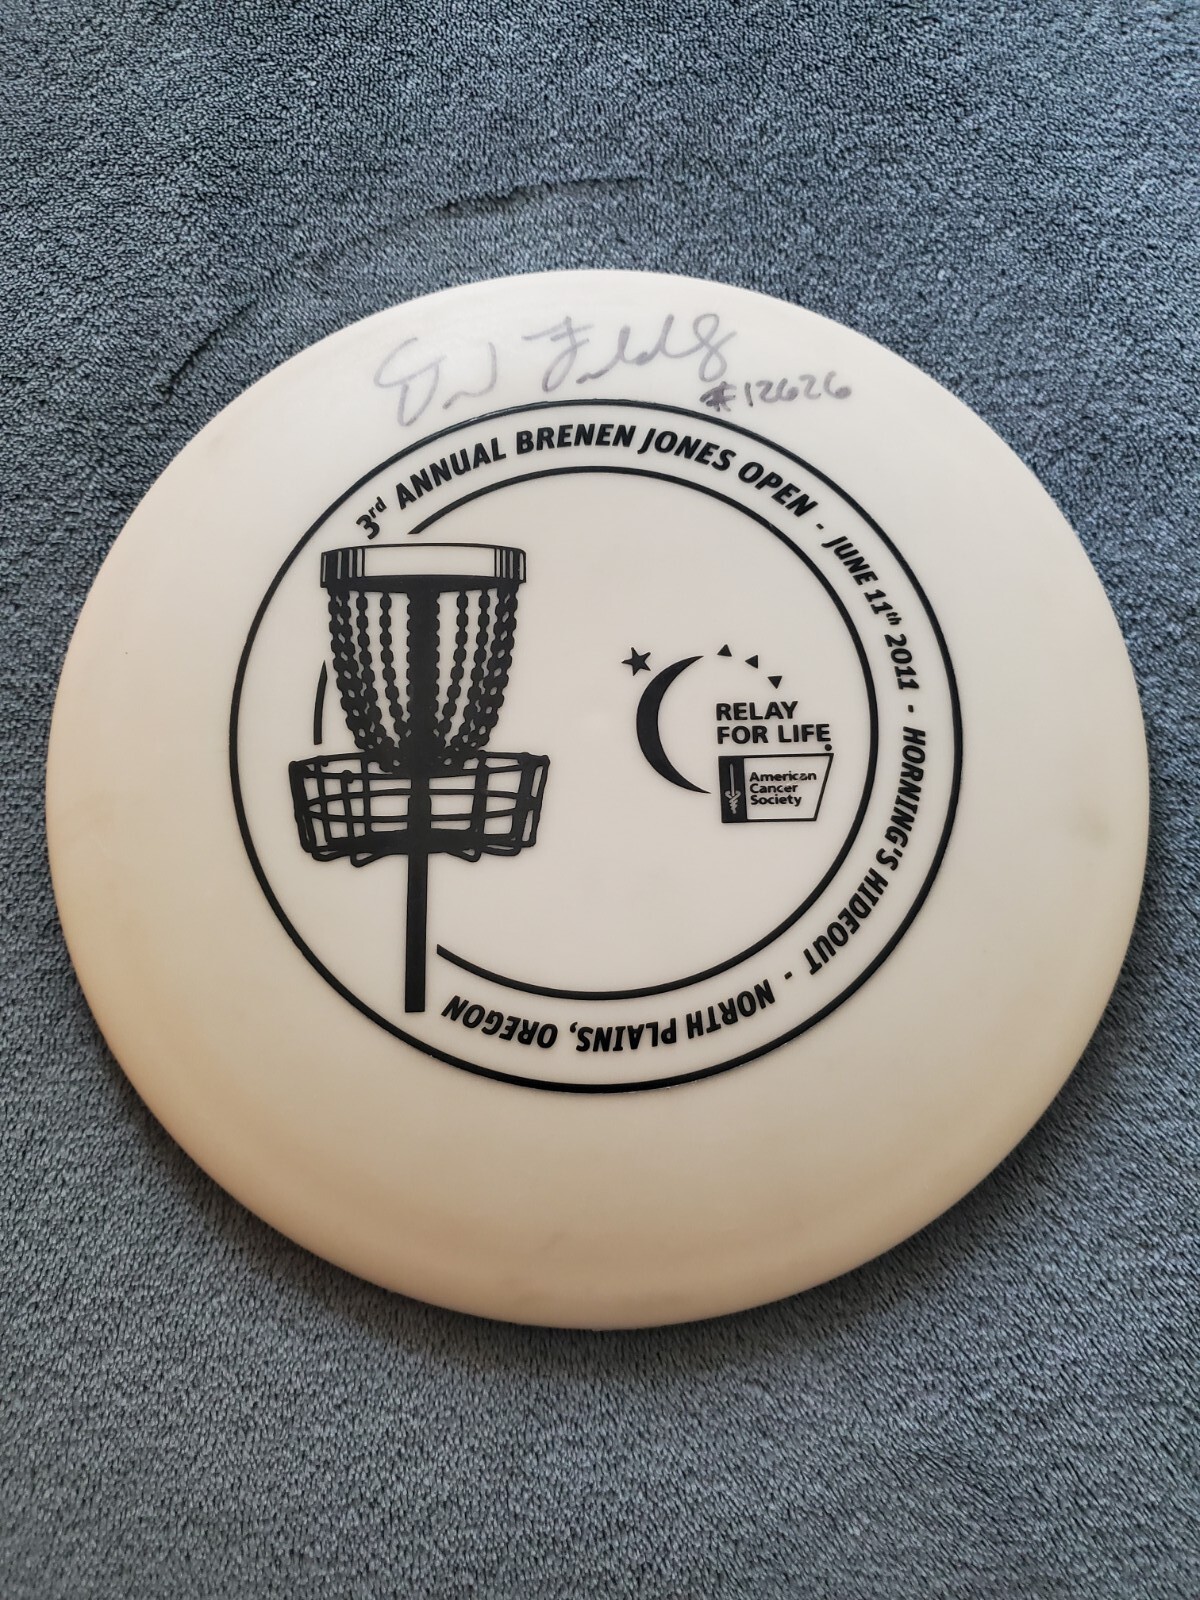 #12626
3rd ANNUAL BRENEN JONES OPEN - JUNE 11th 2011 - HORNING'S HIDEOUT - NORTH PLAINS, OREGON
RELAY
FOR LIFE
American
Cancer
Society